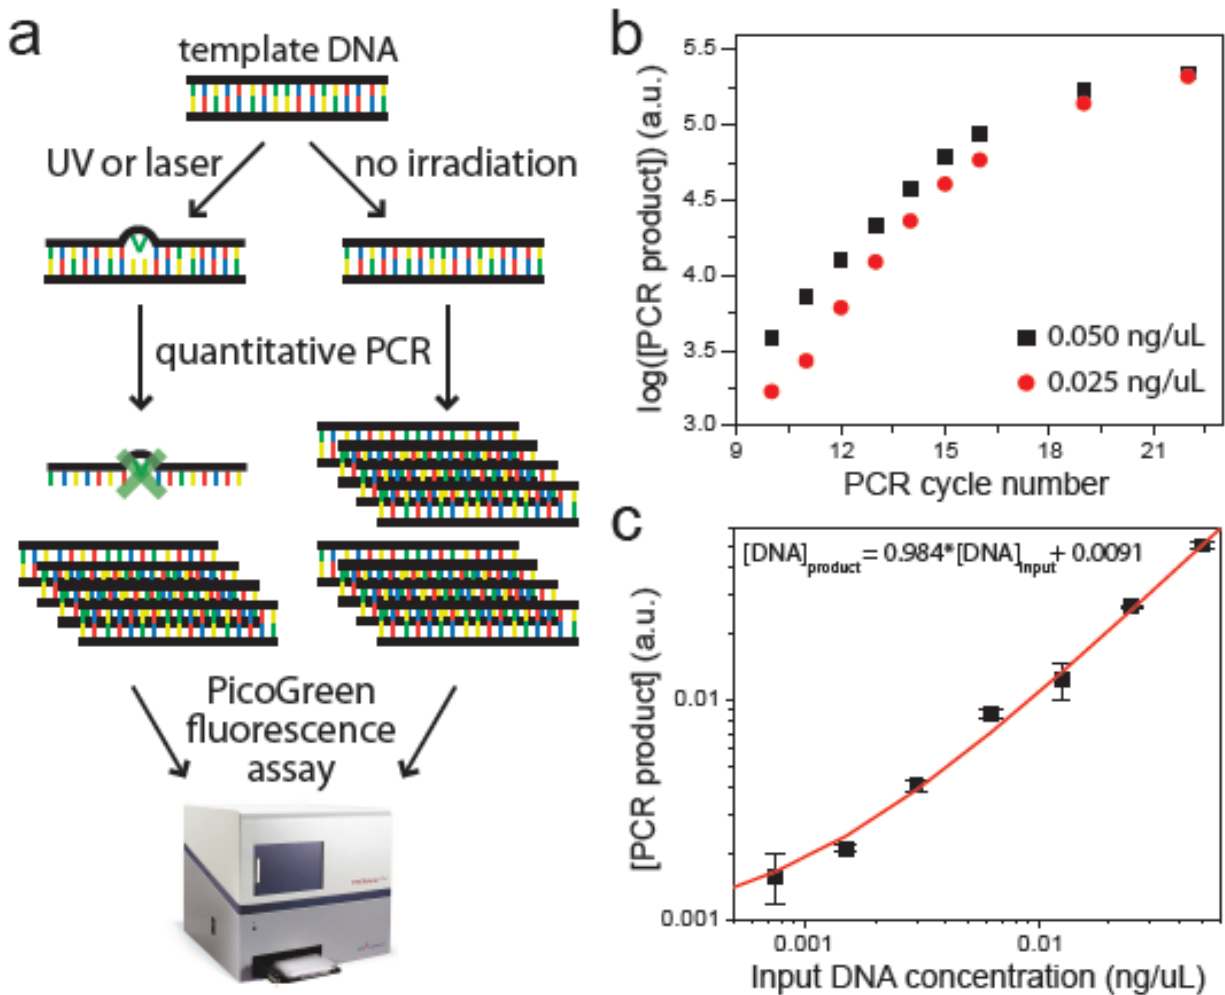 a
template DNA
UV or laser
no irradiation
quantitative PCR
PicoGreen
fluorescence
assay
b
5.5
5.0
4.5
4.0
3.5
3.0
log([PCR product]) (a.u.)
0.050 ng/uL
0.025 ng/uL
9 12 15 18 21
PCR cycle number
c
[DNA]product = 0.984*[DNA]input + 0.0091
0.01
0.001
[PCR product] (a.u.)
0.001 0.01
Input DNA concentration (ng/uL)